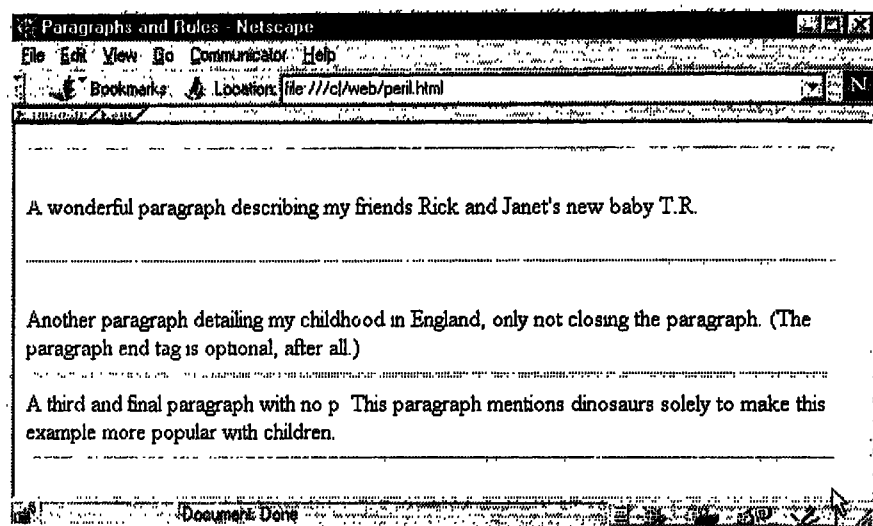 Paragraphs and Rules - Netscape
File Edit View Go Communicator Help
Bookmarks Location: file:///c|/web/peril.html
N
A wonderful paragraph describing my friends Rick and Janet's new baby T.R.
Another paragraph detailing my childhood in England, only not closing the paragraph. (The
paragraph end tag is optional, after all.)
A third and final paragraph with no p This paragraph mentions dinosaurs solely to make this
example more popular with children.
Document: Done